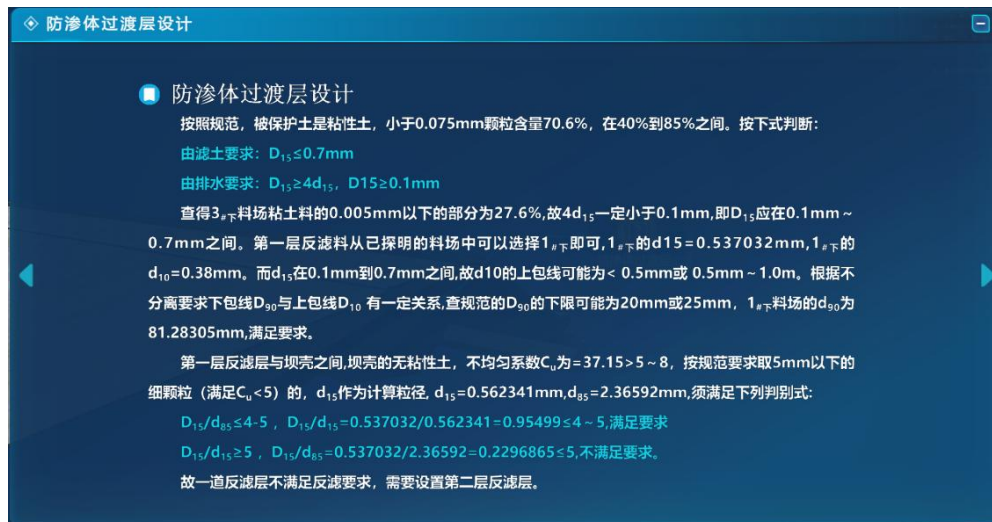 防渗体过渡层设计
防渗体过渡层设计
按照规范，被保护土是粘性土，小于0.075mm颗粒含量70.6%，在40%到85%之间。按下式判断：
由滤土要求：D₁₅≤0.7mm
由排水要求：D₁₅≥4d₁₅，D15≥0.1mm
查得3#下料场粘土料的0.005mm以下的部分为27.6%,故4d₁₅一定小于0.1mm,即D₁₅应在0.1mm～
0.7mm之间。第一层反滤料从已探明的料场中可以选择1#下即可,1#下的d15=0.537032mm,1#下的
d₁₀=0.38mm。而d₁₅在0.1mm到0.7mm之间,故d10的上包线可能为< 0.5mm或 0.5mm～1.0m。根据不
分离要求下包线D₉₀与上包线D₁₀ 有一定关系,查规范的D₉₀的下限可能为20mm或25mm，1#下料场的d₉₀为
81.28305mm,满足要求。
第一层反滤层与坝壳之间,坝壳的无粘性土，不均匀系数Cᵤ为=37.15>5～8，按规范要求取5mm以下的
细颗粒（满足Cᵤ<5）的，d₁₅作为计算粒径, d₁₅=0.562341mm,d₈₅=2.36592mm,须满足下列判别式:
D₁₅/d₈₅≤4-5 ，D₁₅/d₁₅=0.537032/0.562341=0.95499≤4～5,满足要求
D₁₅/d₁₅≥5 ，D₁₅/d₈₅=0.537032/2.36592=0.2296865≤5,不满足要求。
故一道反滤层不满足反滤要求，需要设置第二层反滤层。